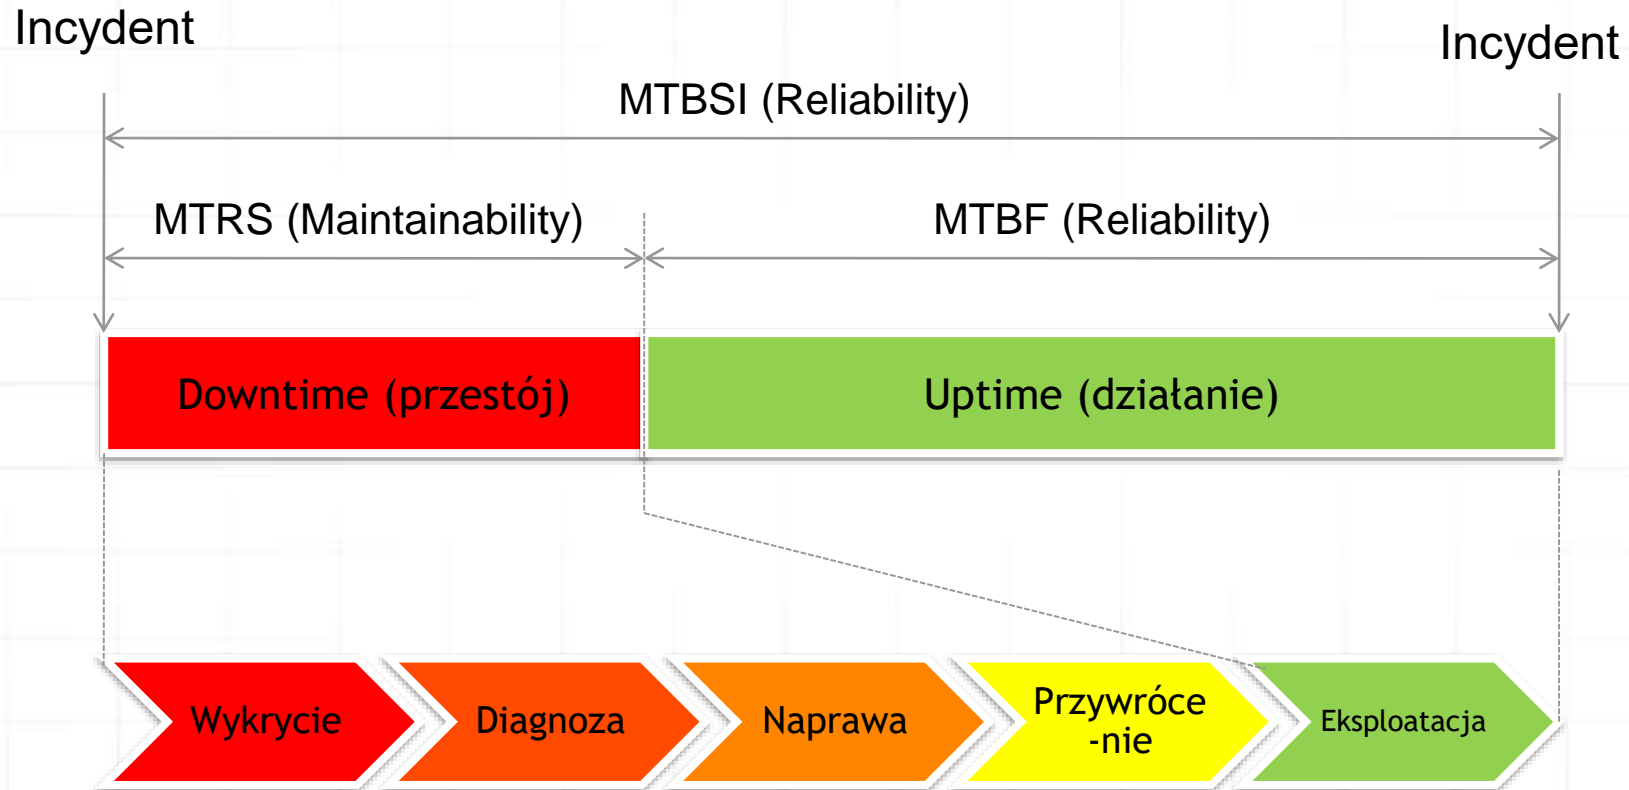 Incydent
Incydent
MTBSI (Reliability)
MTRS (Maintainability)
MTBF (Reliability)
Downtime (przestój)
Uptime (działanie)
Wykrycie
Diagnoza
Naprawa
Przywróce
-nie
Eksploatacja